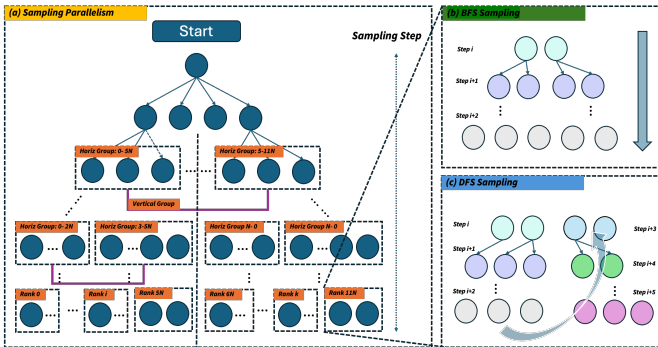 (a) Sampling Parallelism
Start
Sampling Step
Horiz Group: 0- 5N
Horiz Group: 5-11N
Vertical Group
Horiz Group: 0- 2N
Horiz Group: 3-5N
Horiz Group N- 0
Horiz Group N- 0
Rank 0
Rank i
Rank 5N
Rank 6N
Rank k
Rank 11N
(b) BFS Sampling
Step i
Step i+1
Step i+2
(c) DFS Sampling
Step i
Step i+3
Step i+1
Step i+4
Step i+2
Step i+5